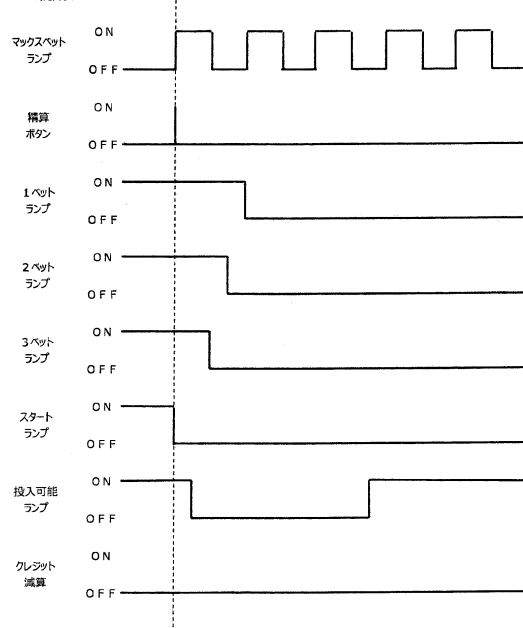 マックスベット
ランプ
ON
OFF
精算
ボタン
ON
OFF
1ベット
ランプ
ON
OFF
2ベット
ランプ
ON
OFF
3ベット
ランプ
ON
OFF
スタート
ランプ
ON
OFF
投入可能
ランプ
ON
OFF
クレジット
減算
ON
OFF